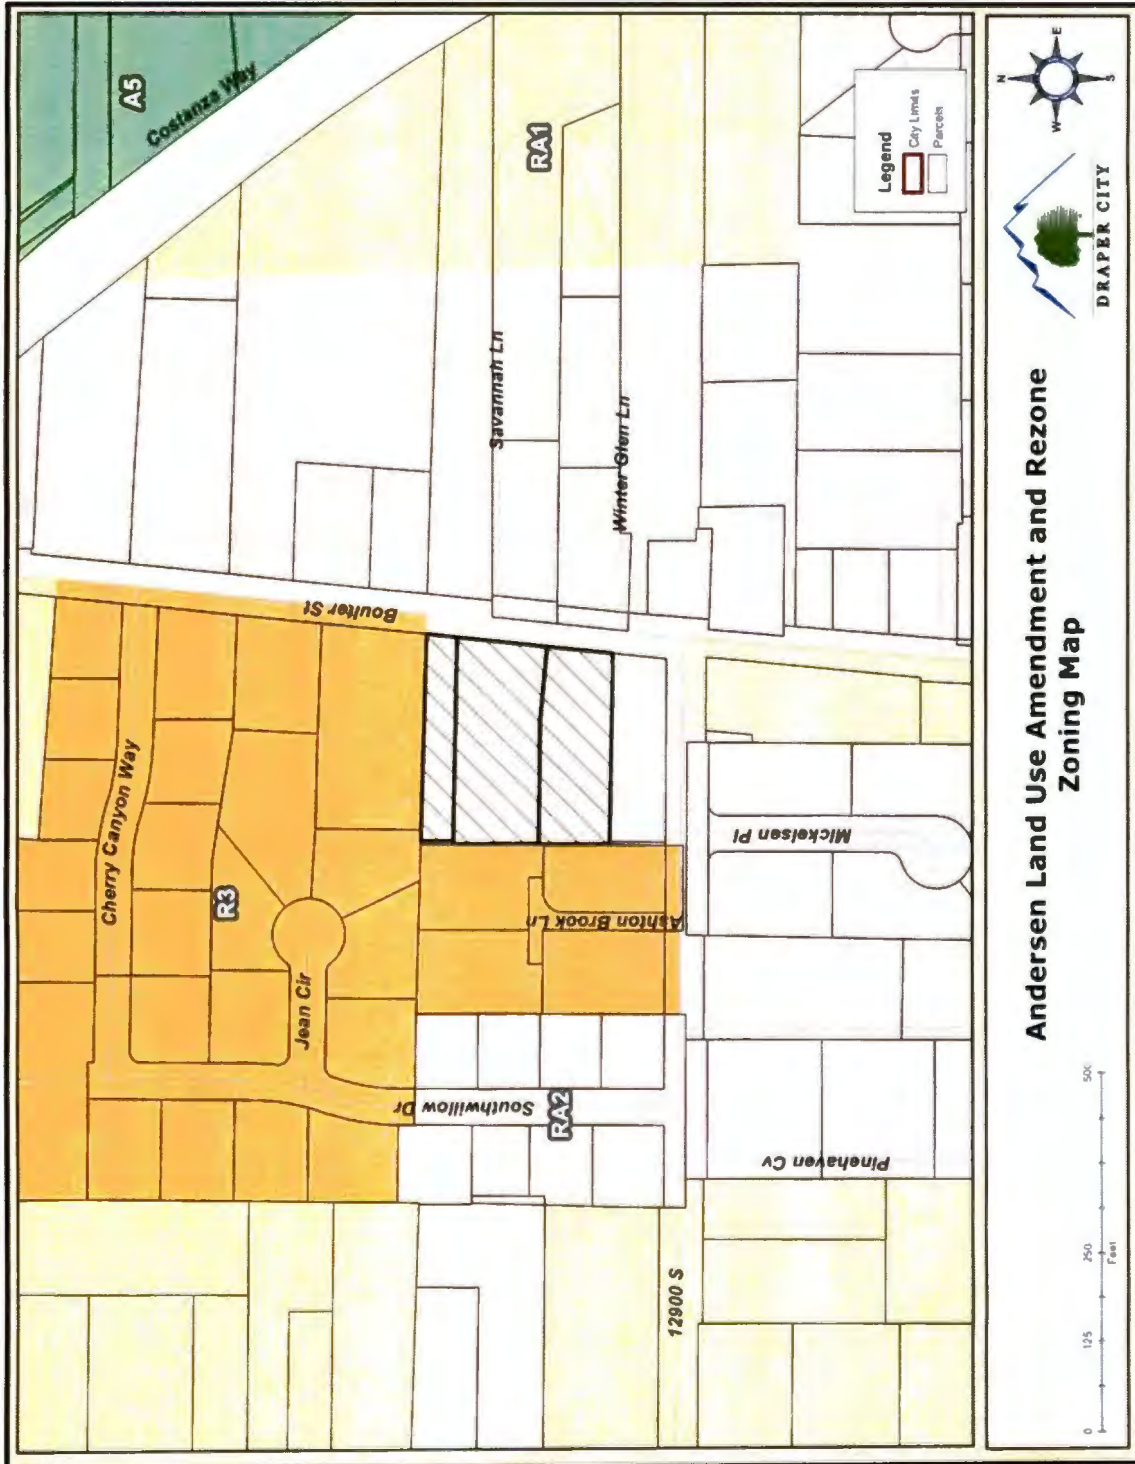 A5
Costanza Way
RA1
Savannah Ln
Winter Glen Ln
Boulter St
Cherry Canyon Way
R3
Jean Cir
Ashton Brook Ln
Southwillow Dr
RA2
Mickelsen Pl
Pinehaven Cv
12900 S
Legend
City Limits
Parcels
Andersen Land Use Amendment and Rezone
Zoning Map
0 125 250 500
Feet
N
E
S
W
DRAPER CITY